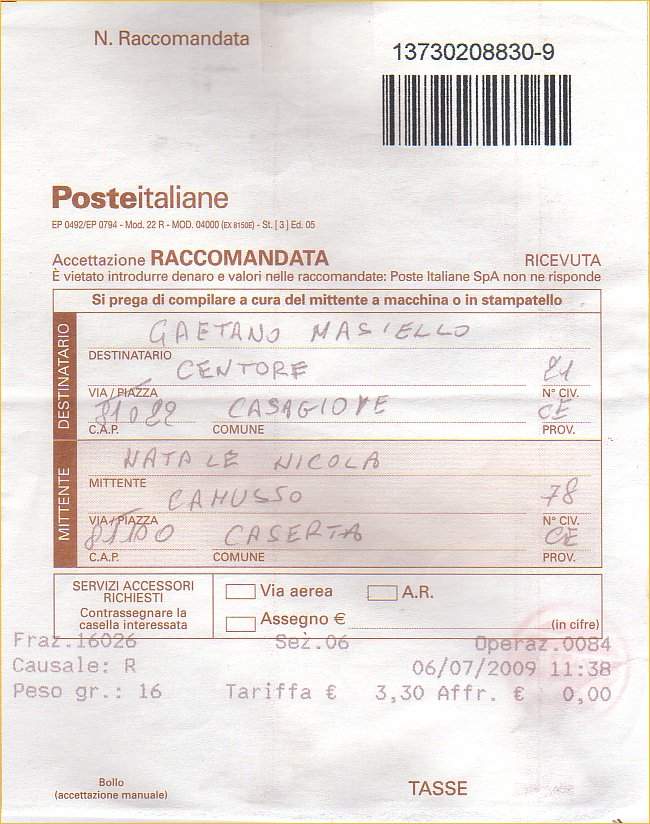 N. Raccomandata
13730208830-9
Posteitaliane
EP 0492/EP 0794 - Mod. 22 R - MOD. 04000 (EX 8150E) - St. [ 3 ] Ed. 05
Accettazione RACCOMANDATA RICEVUTA
È vietato introdurre denaro e valori nelle raccomandate: Poste Italiane SpA non ne risponde
Si prega di compilare a cura del mittente a macchina o in stampatello
DESTINATARIO
GAETANO MASIELLO
DESTINATARIO
CENTORE 21
VIA / PIAZZA N° CIV.
81022 CASAGIOVE CE
C.A.P. COMUNE PROV.
MITTENTE
NATALE NICOLA
MITTENTE
CAMUSSO 78
VIA / PIAZZA N° CIV.
81100 CASERTA CE
C.A.P. COMUNE PROV.
SERVIZI ACCESSORI
RICHIESTI
Contrassegnare la
casella interessata
Via aerea A.R.
Assegno € (in cifre)
Fraz.16026 Sez.06 Operaz.0084
Causale: R 06/07/2009 11:38
Peso gr.: 16 Tariffa € 3,30 Affr. € 0,00
Bollo
(accettazione manuale)
TASSE